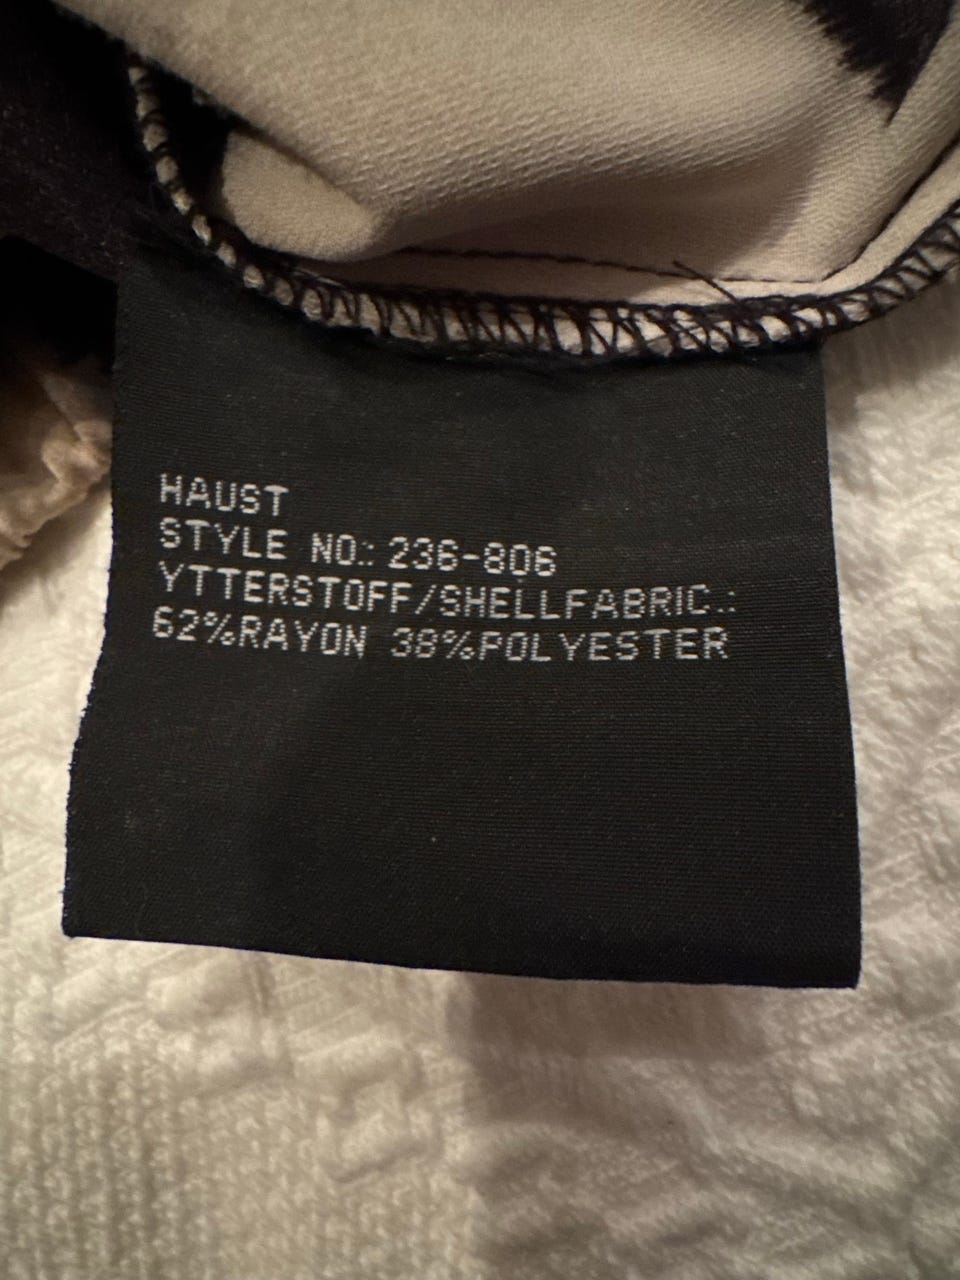 HAUST
STYLE NO.: 236-806
YTTERSTOFF/SHELLFABRIC.:
62%RAYON 38%POLYESTER